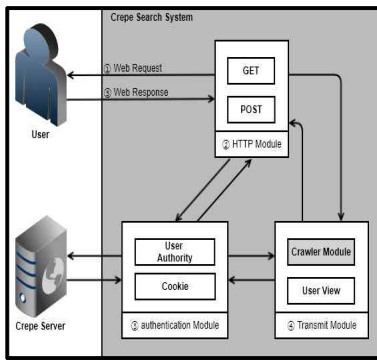 Crepe Search System
① Web Request
⑤ Web Response
User
GET
POST
② HTTP Module
User Authority
Cookie
③ authentication Module
Crawler Module
User View
④ Transmit Module
Crepe Server